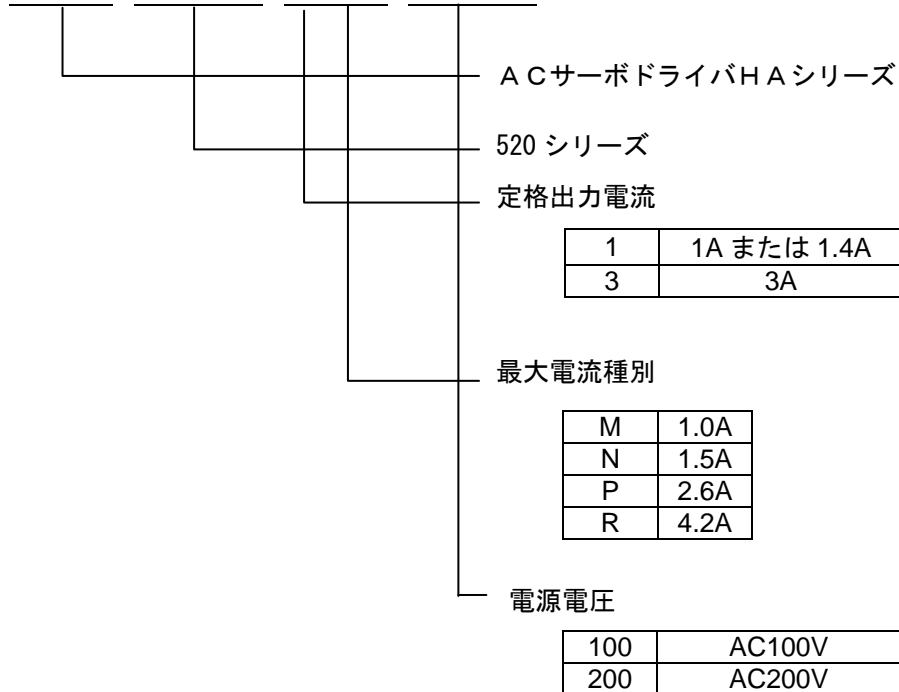 ＡＣサーボドライバＨＡシリーズ
520 シリーズ
定格出力電流
1 1A または 1.4A
3 3A
最大電流種別
M 1.0A
N 1.5A
P 2.6A
R 4.2A
電源電圧
100 AC100V
200 AC200V